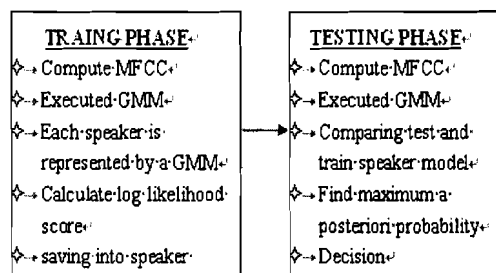 TRAING PHASE
Compute MFCC
Executed GMM
Each speaker is
represented by a GMM
Calculate log likelihood
score
saving into speaker
TESTING PHASE
Compute MFCC
Executed GMM
Comparing test and
train speaker model
Find maximum a
posteriori probability
Decision